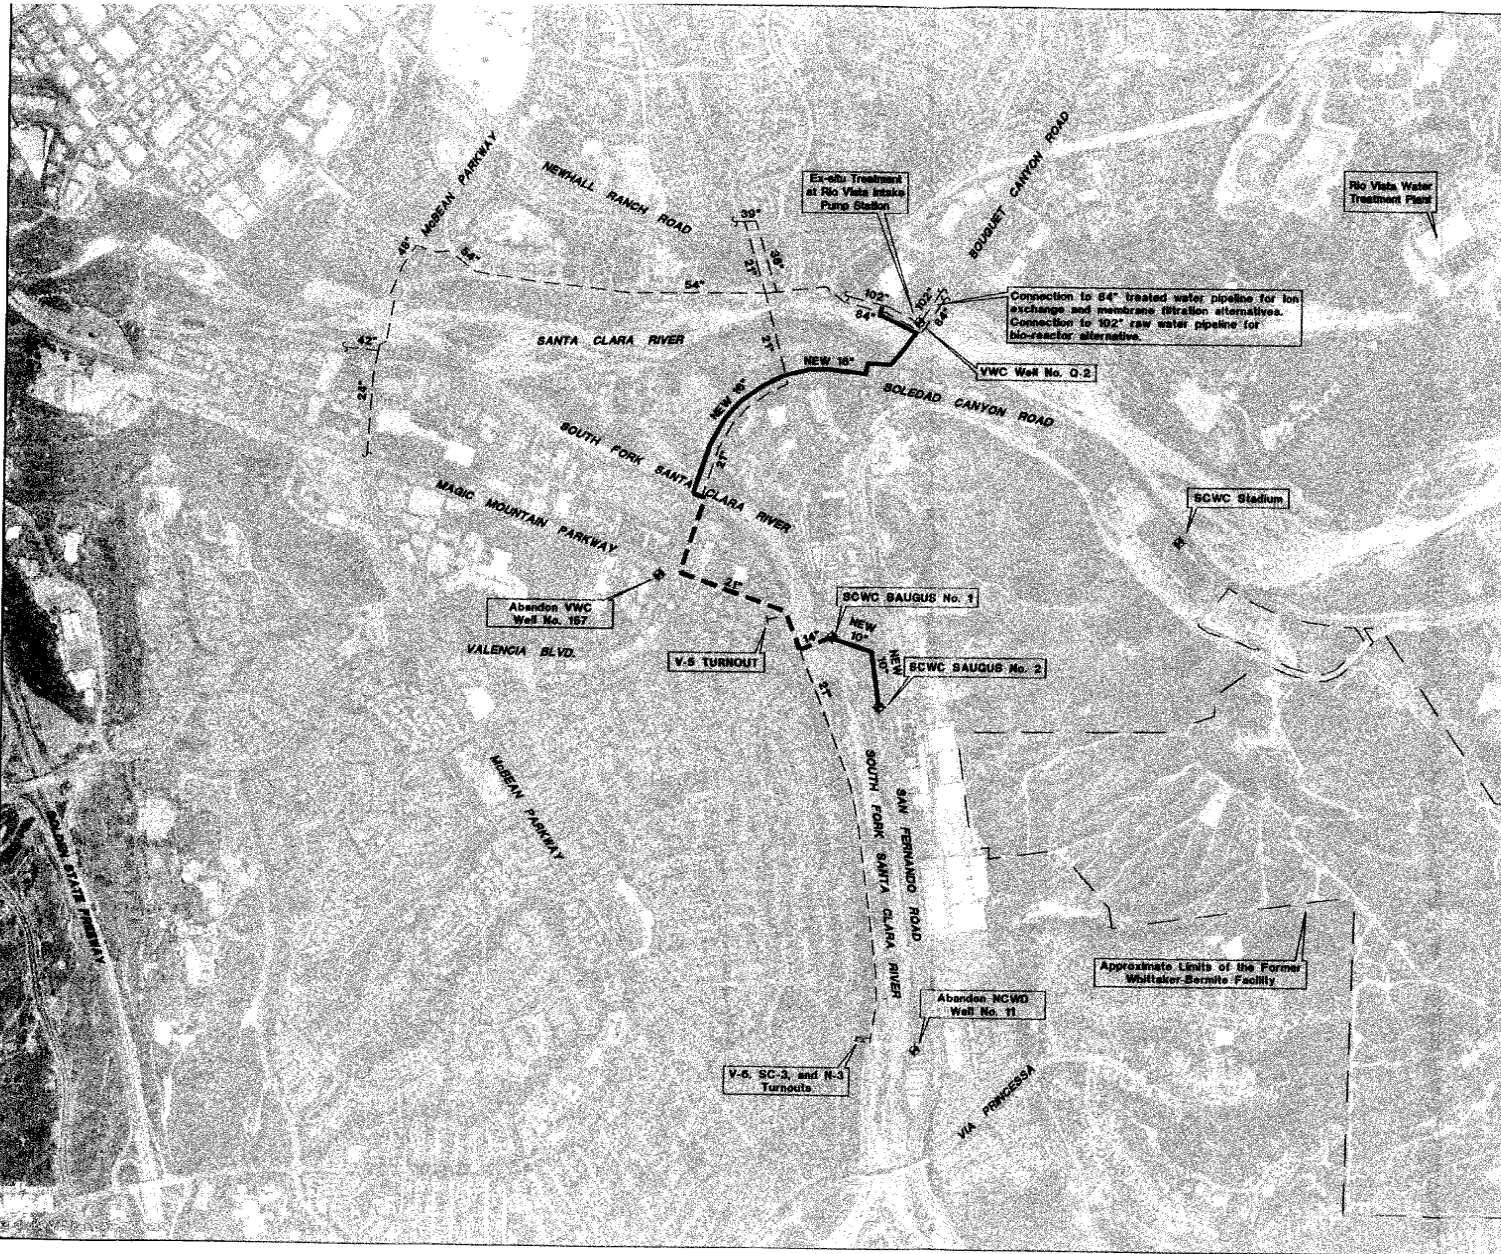 McBEAN PARKWAY
NEWHALL RANCH ROAD
BOUQUET CANYON ROAD
Ex-situ Treatment
at Rio Vista Intake
Pump Station
Rio Vista Water
Treatment Plant
48"
54"
54"
39"
21"
102"
84"
102"
84"
Connection to 84" treated water pipeline for ion
exchange and membrane filtration alternatives.
Connection to 102" raw water pipeline for
bio-reactor alternative.
42"
24"
SANTA CLARA RIVER
21"
NEW 16"
VWC Well No. Q-2
NEW 16"
SOLEDAD CANYON ROAD
SOUTH FORK SANTA CLARA RIVER
21"
MAGIC MOUNTAIN PARKWAY
SCWC Stadium
21"
Abandon VWC
Well No. 157
SCWC SAUGUS No. 1
14"
NEW
10"
NEW
10"
VALENCIA BLVD.
V-5 TURNOUT
SCWC SAUGUS No. 2
21"
McBEAN PARKWAY
SOUTH FORK SANTA CLARA RIVER
SAN FERNANDO ROAD
GOLDEN STATE FREEWAY
Approximate Limits of the Former
Whittaker-Bermite Facility
Abandon NCWD
Well No. 11
V-6, SC-3, and N-3
Turnouts
VIA PRINCESSA